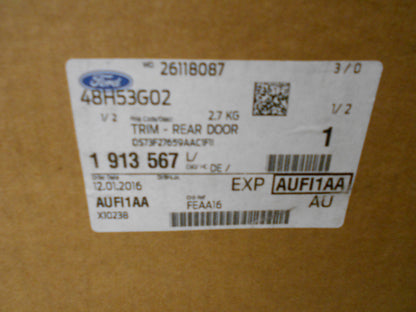 MO. 26118087 3 / 0
Ford
48H53G02
1/2 2.7 KG 1/2
TRIM - REAR DOOR 1
DS73F27659AAC1F11
1 913 567 L/ DE /
EXP AUFI1AA
12.01.2016
AUFI1AA FEAA16 AU
X10238